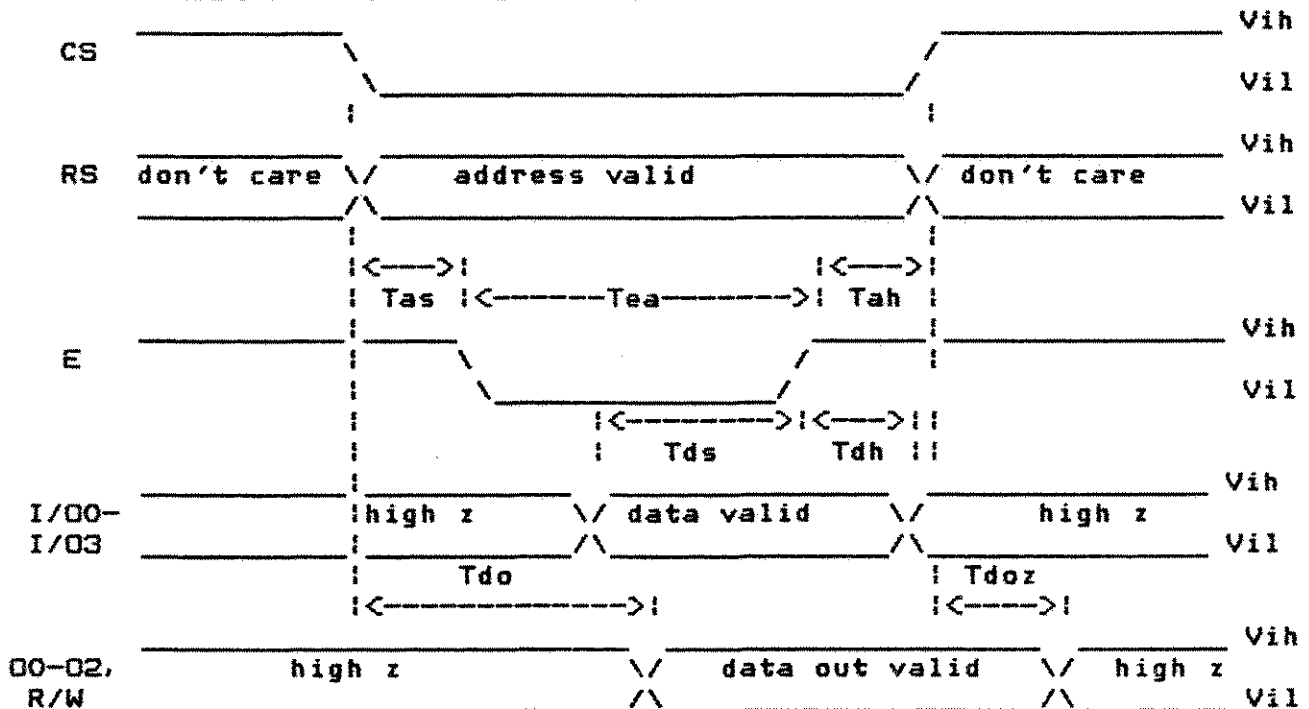 Vih
CS
Vil
Vih
RS don't care address valid don't care
Vil
Tas Tea Tah
Vih
E
Vil
Tds Tdh
Vih
I/O0- high z data valid high z
I/O3 Vil
Tdo Tdoz
Vih
O0-O2, high z data out valid high z
R/W Vil